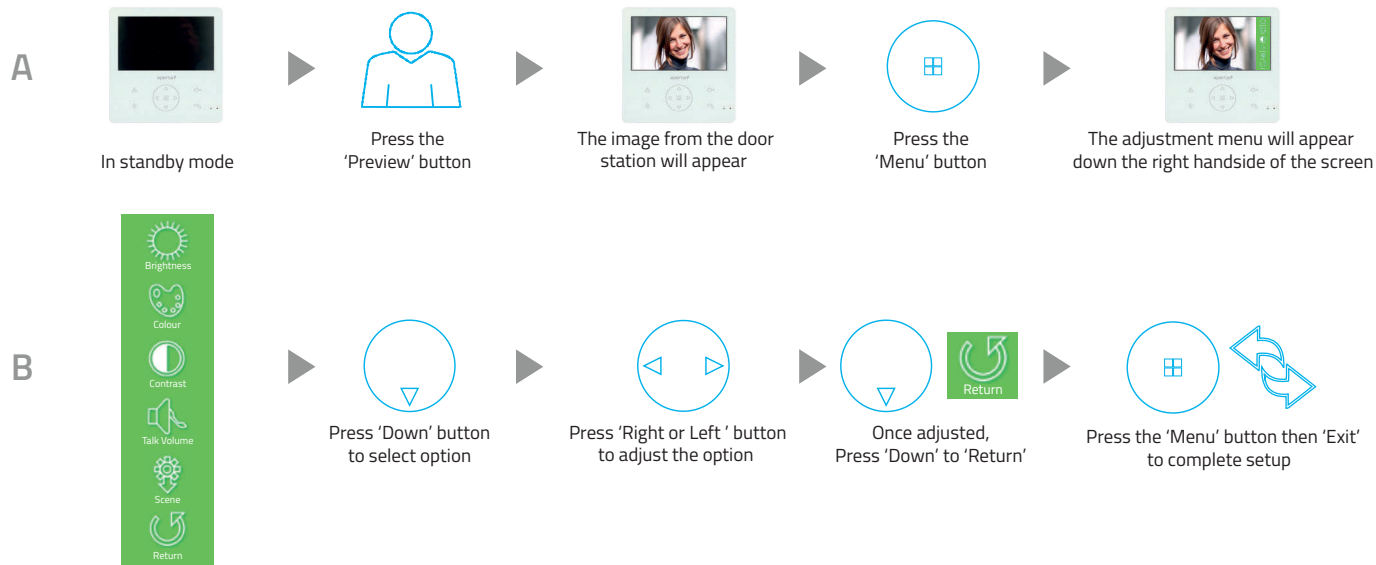 A
In standby mode
Press the
‘Preview’ button
The image from the door
station will appear
Press the
‘Menu’ button
The adjustment menu will appear
down the right handside of the screen
B
Brightness
Colour
Contrast
Talk Volume
Scene
Return
Press ‘Down’ button
to select option
Press ‘Right or Left ’ button
to adjust the option
Return
Once adjusted,
Press ‘Down’ to ‘Return’
Press the ‘Menu’ button then ‘Exit’
to complete setup